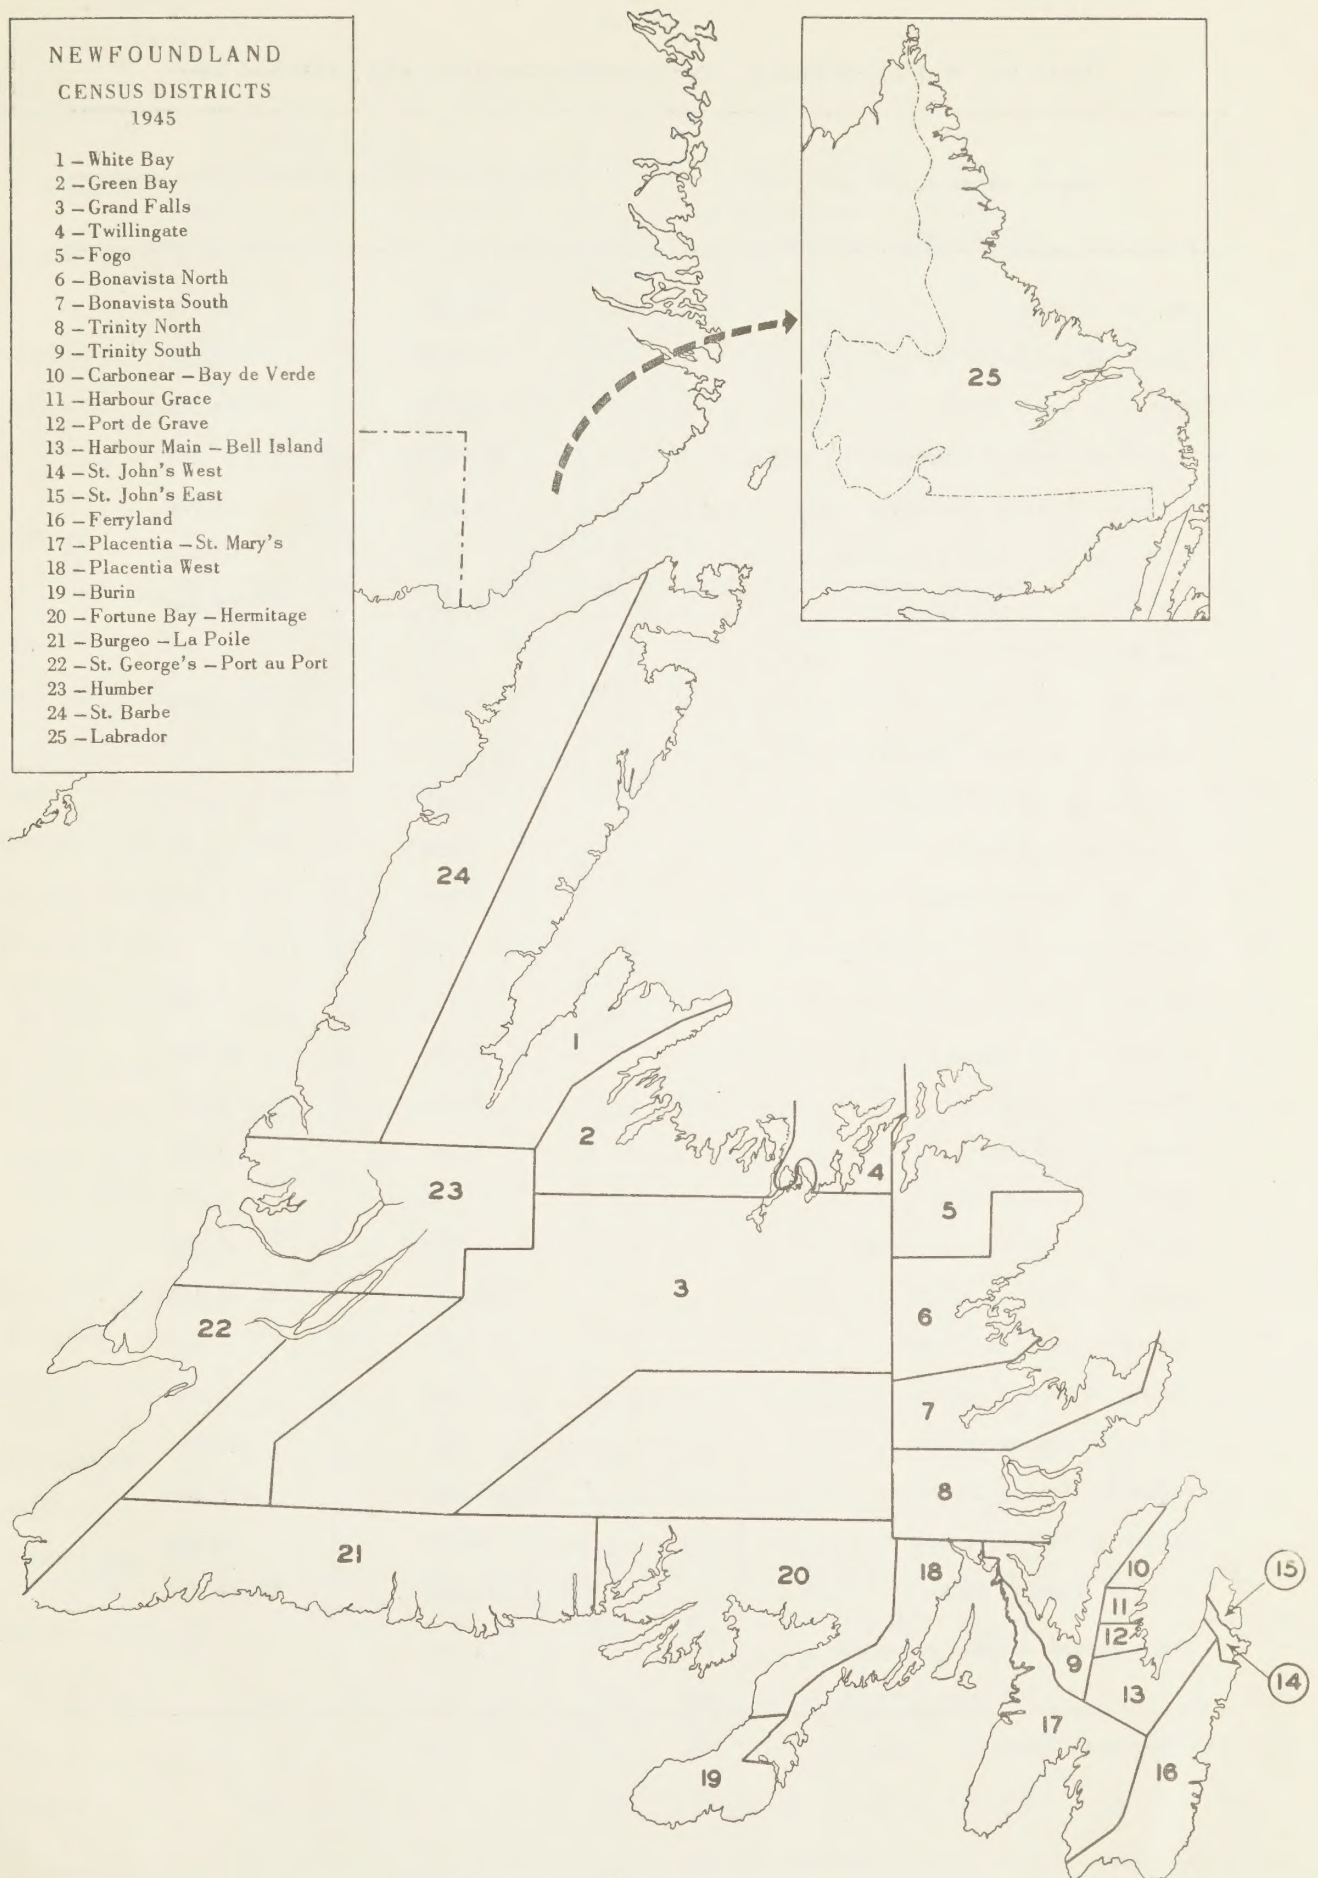 NEWFOUNDLAND
CENSUS DISTRICTS
1945
1 – White Bay
2 – Green Bay
3 – Grand Falls
4 – Twillingate
5 – Fogo
6 – Bonavista North
7 – Bonavista South
8 – Trinity North
9 – Trinity South
10 – Carbonear – Bay de Verde
11 – Harbour Grace
12 – Port de Grave
13 – Harbour Main – Bell Island
14 – St. John's West
15 – St. John's East
16 – Ferryland
17 – Placentia – St. Mary's
18 – Placentia West
19 – Burin
20 – Fortune Bay – Hermitage
21 – Burgeo – La Poile
22 – St. George's – Port au Port
23 – Humber
24 – St. Barbe
25 – Labrador
25
24
1
2
4
23
5
3
6
22
7
8
21
20
18
10
15
11
12
9
14
13
17
16
19